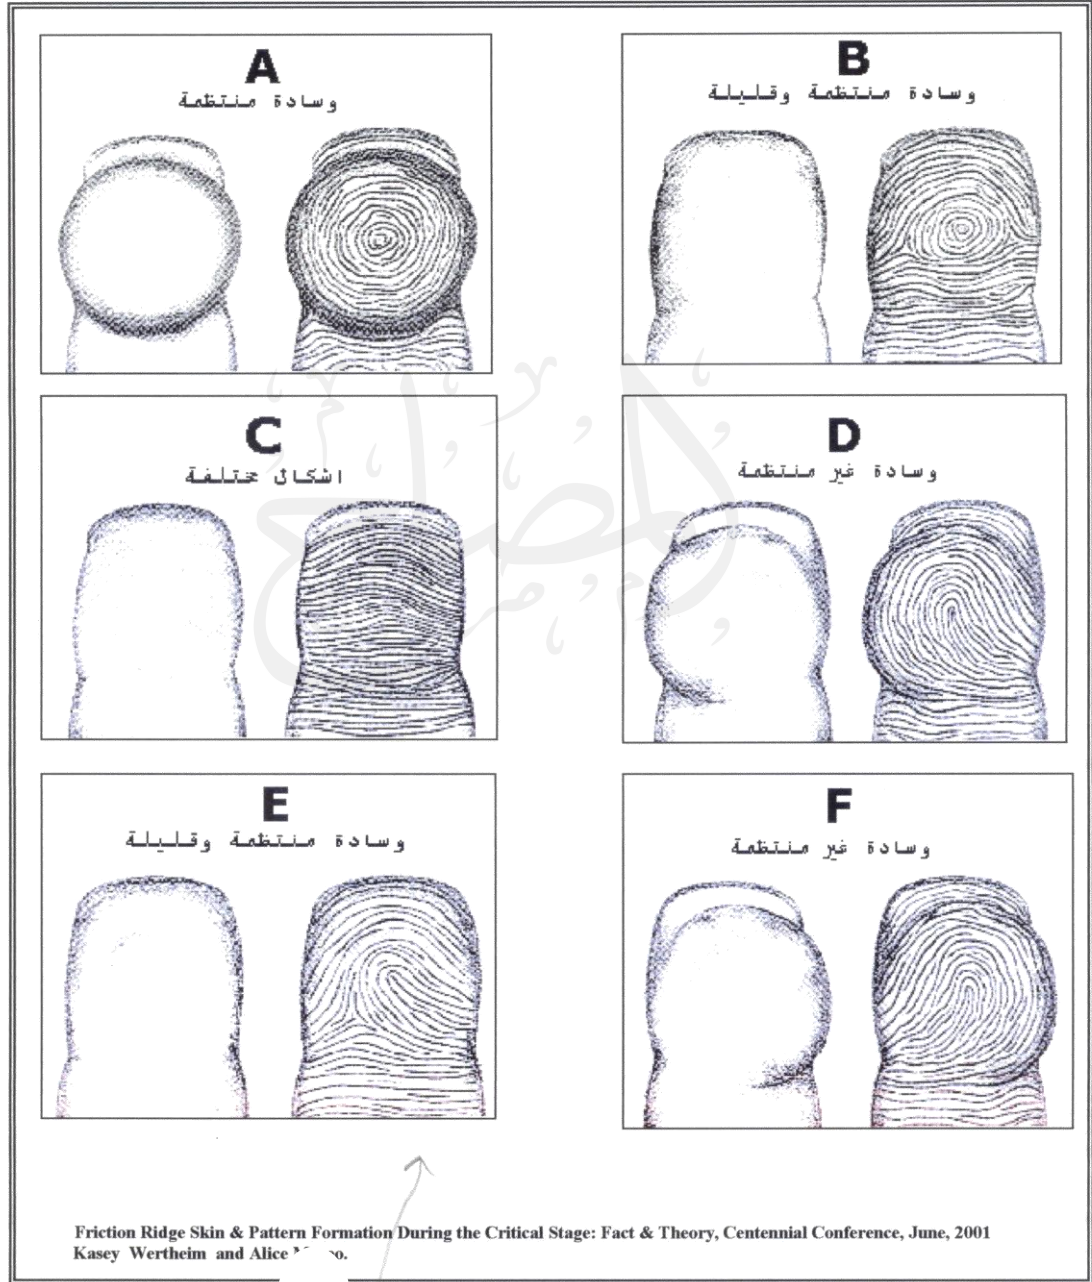 A
وسادة منتظمة
B
وسادة منتظمة وقليلة
C
اشكال مختلفة
D
وسادة غير منتظمة
E
وسادة منتظمة وقليلة
F
وسادة غير منتظمة
Friction Ridge Skin & Pattern Formation During the Critical Stage: Fact & Theory, Centennial Conference, June, 2001
Kasey Wertheim and Alice